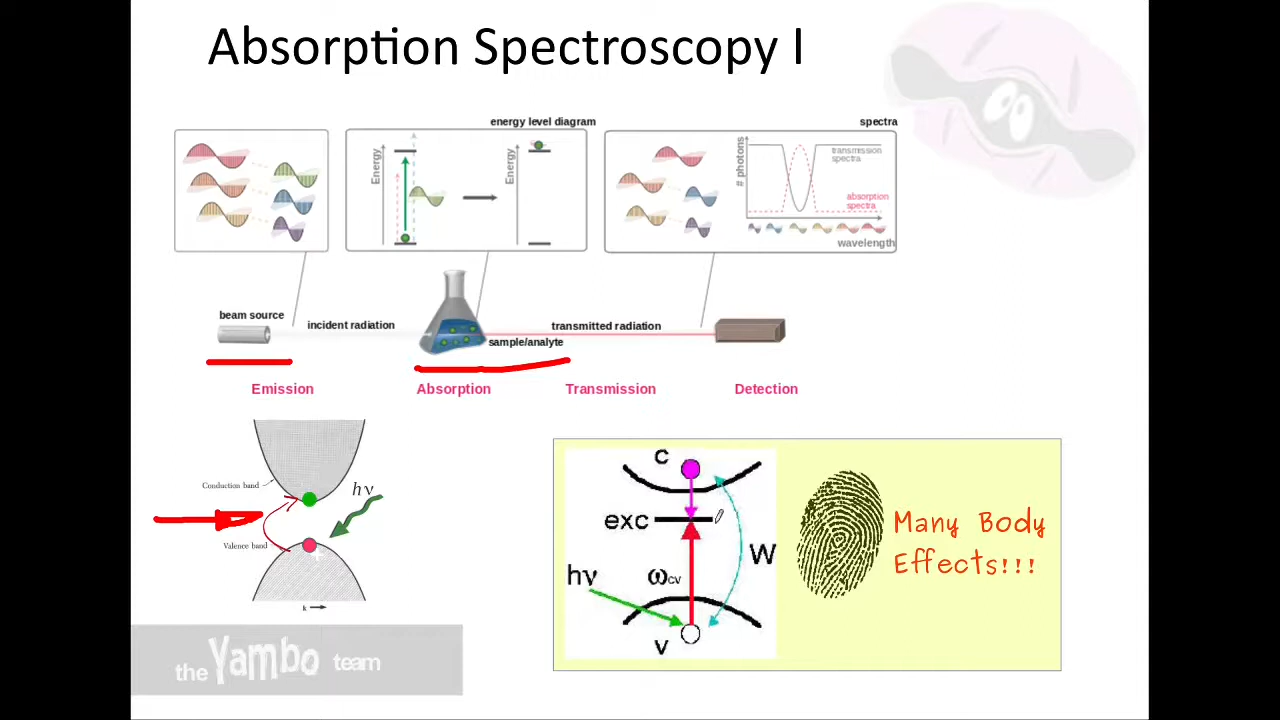 Absorption Spectroscopy I
energy level diagram
spectra
Energy
Energy
# photons
transmission
spectra
absorption
spectra
wavelength
beam source
incident radiation
transmitted radiation
sample/analyte
Emission
Absorption
Transmission
Detection
Conduction band
hν
Valence band
k
c
exc
hν
ωcv
W
v
Many Body
Effects!!!
the Yambo team